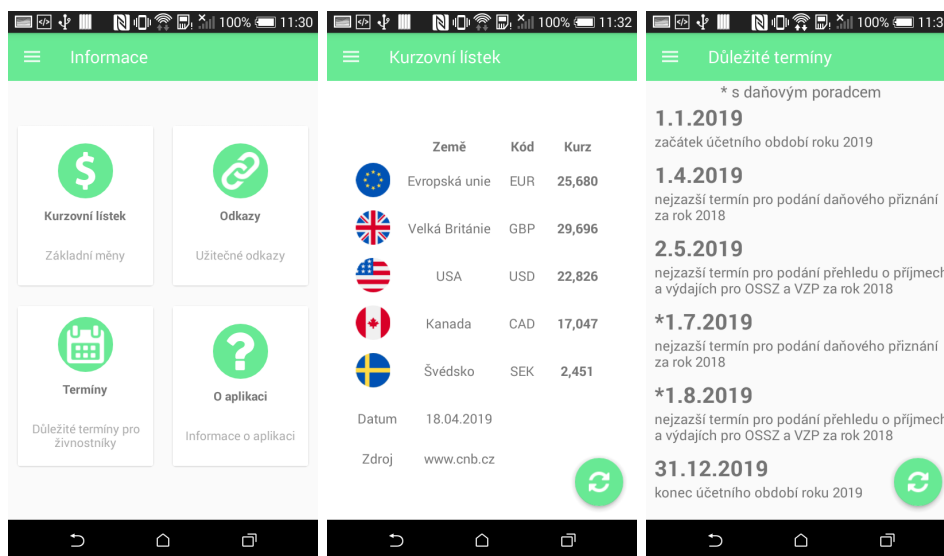 100% 11:30
Informace
Kurzovní lístek
Základní měny
Odkazy
Užitečné odkazy
Termíny
Důležité termíny pro
živnostníky
O aplikaci
Informace o aplikaci
100% 11:32
Kurzovní lístek
Země Kód Kurz
Evropská unie EUR 25,680
Velká Británie GBP 29,696
USA USD 22,826
Kanada CAD 17,047
Švédsko SEK 2,451
Datum 18.04.2019
Zdroj www.cnb.cz
100%
Důležité termíny
* s daňovým poradcem
1.1.2019
začátek účetního období roku 2019
1.4.2019
nejzazší termín pro podání daňového přiznání
za rok 2018
2.5.2019
nejzazší termín pro podání přehledu o příjmech
a výdajích pro OSSZ a VZP za rok 2018
*1.7.2019
nejzazší termín pro podání daňového přiznání
za rok 2018
*1.8.2019
nejzazší termín pro podání přehledu o příjmech
a výdajích pro OSSZ a VZP za rok 2018
31.12.2019
konec účetního období roku 2019